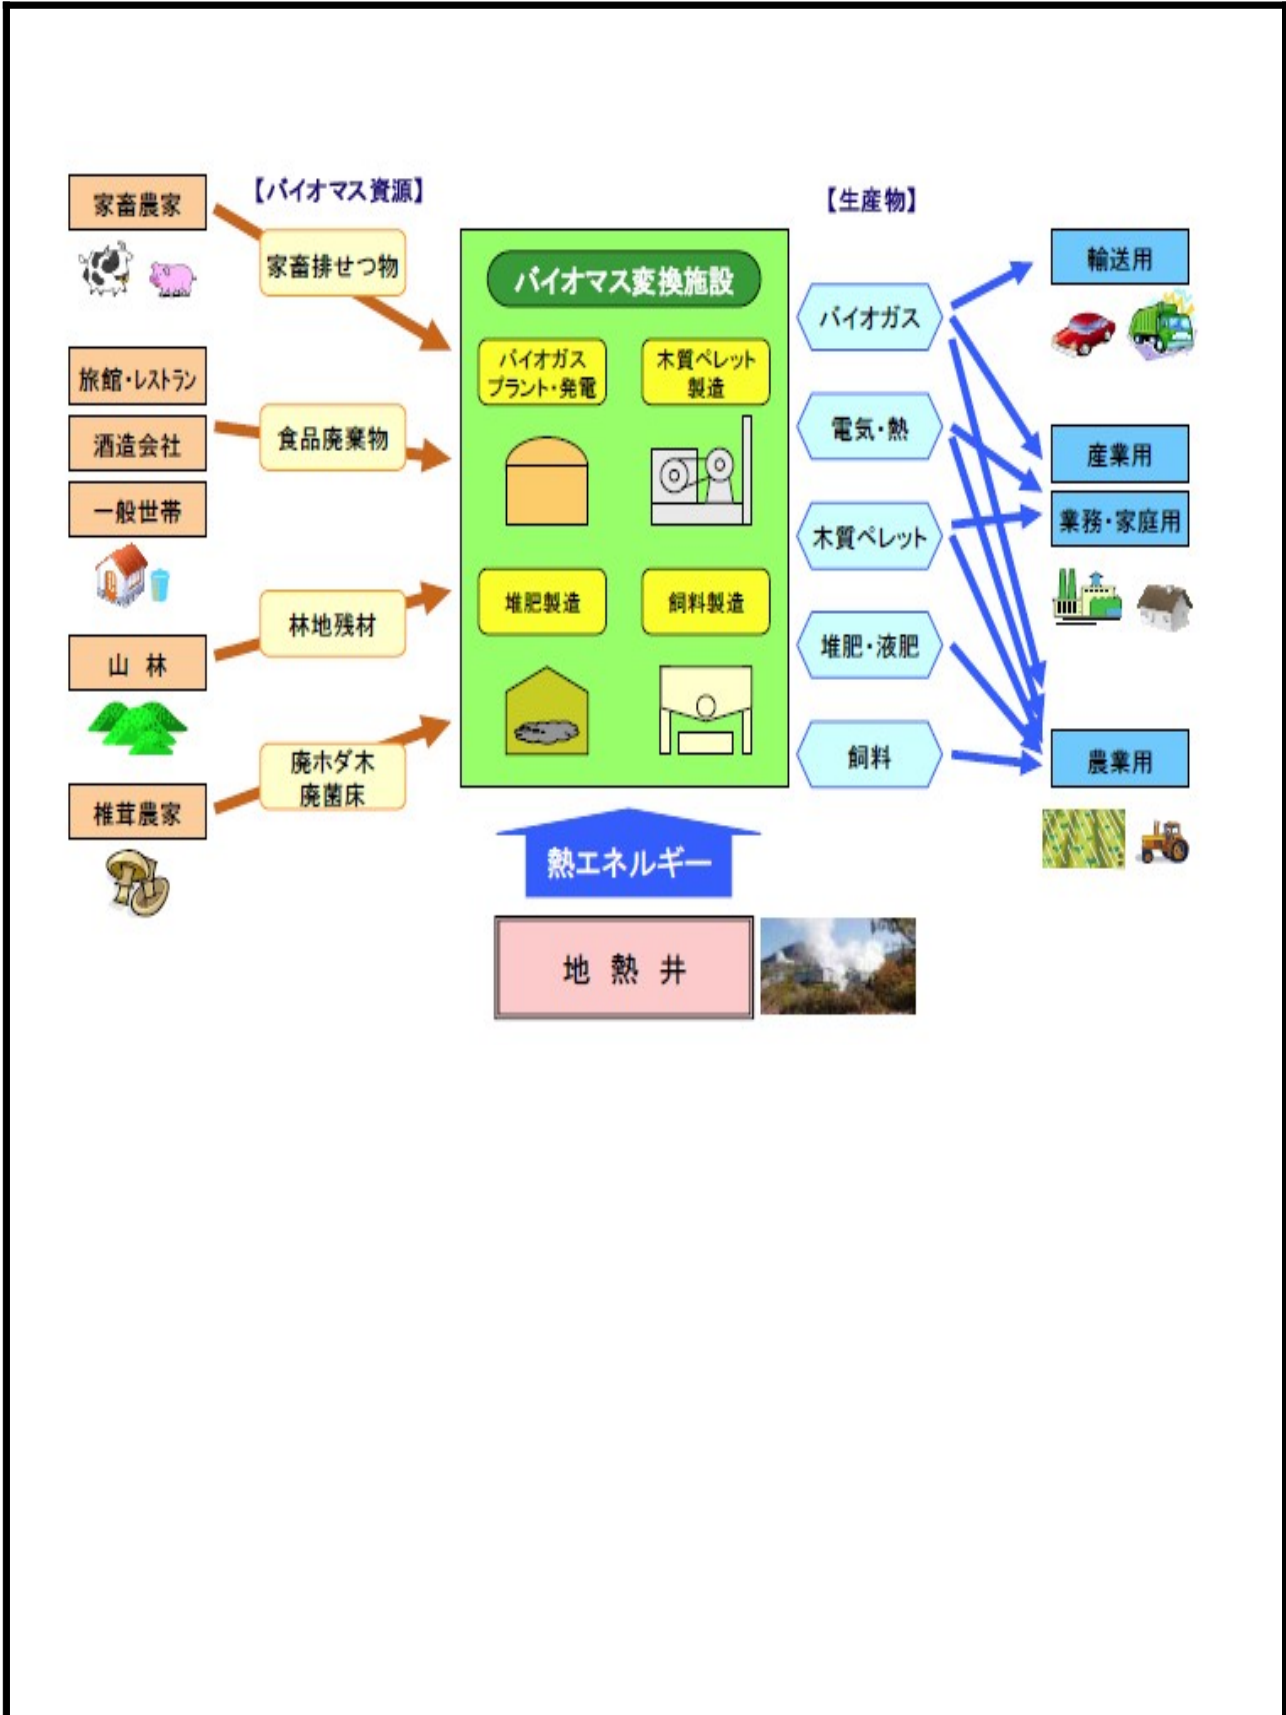 【バイオマス資源】
【生産物】
家畜農家
旅館・レストラン
酒造会社
一般世帯
山 林
椎茸農家
家畜排せつ物
食品廃棄物
林地残材
廃ホダ木
廃菌床
バイオマス変換施設
バイオガス
プラント・発電
木質ペレット
製造
堆肥製造
飼料製造
熱エネルギー
地 熱 井
バイオガス
電気・熱
木質ペレット
堆肥・液肥
飼料
輸送用
産業用
業務・家庭用
農業用